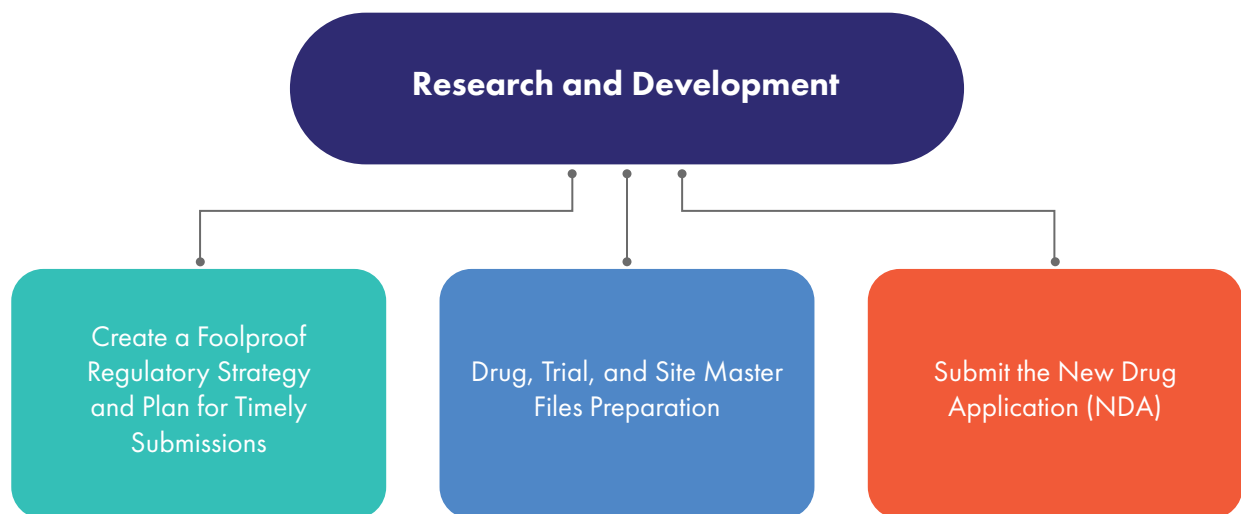 Research and Development
Create a Foolproof
Regulatory Strategy
and Plan for Timely
Submissions
Drug, Trial, and Site Master
Files Preparation
Submit the New Drug
Application (NDA)